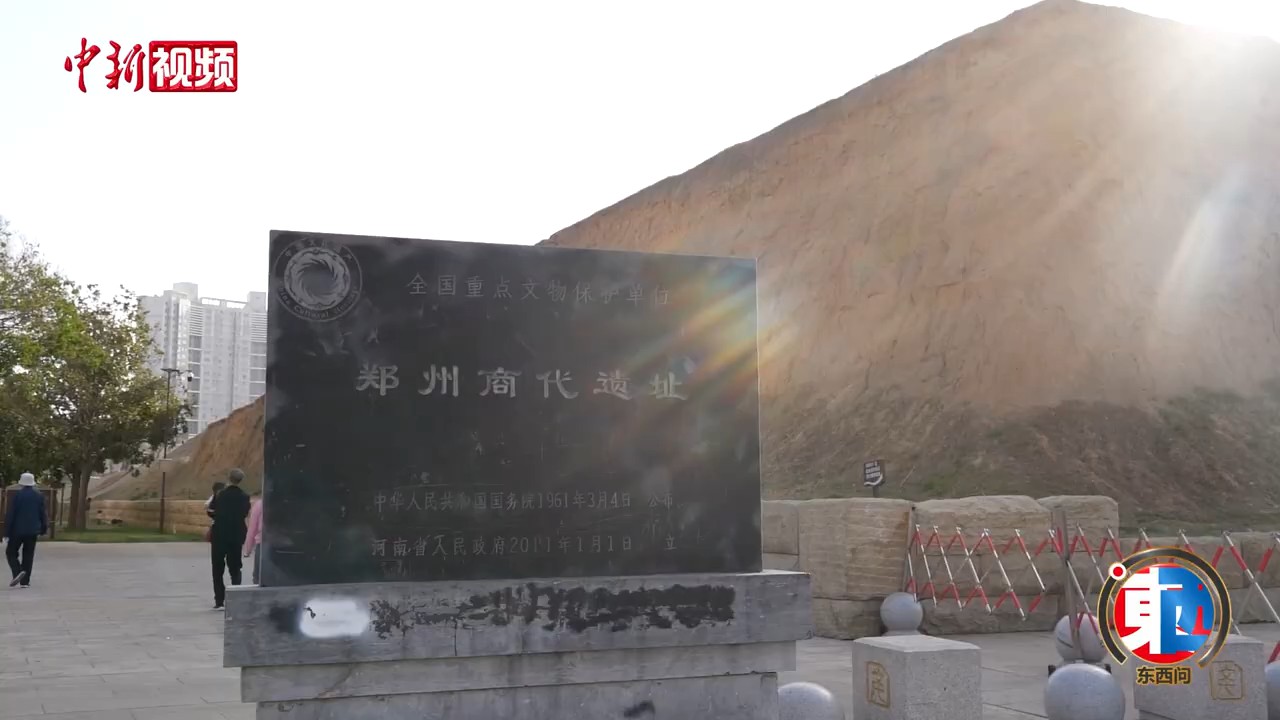 中新视频
全国重点文物保护单位
郑州商代遗址
中华人民共和国国务院1961年3月4日 公布
河南省人民政府2011年1月1日 立
东西问